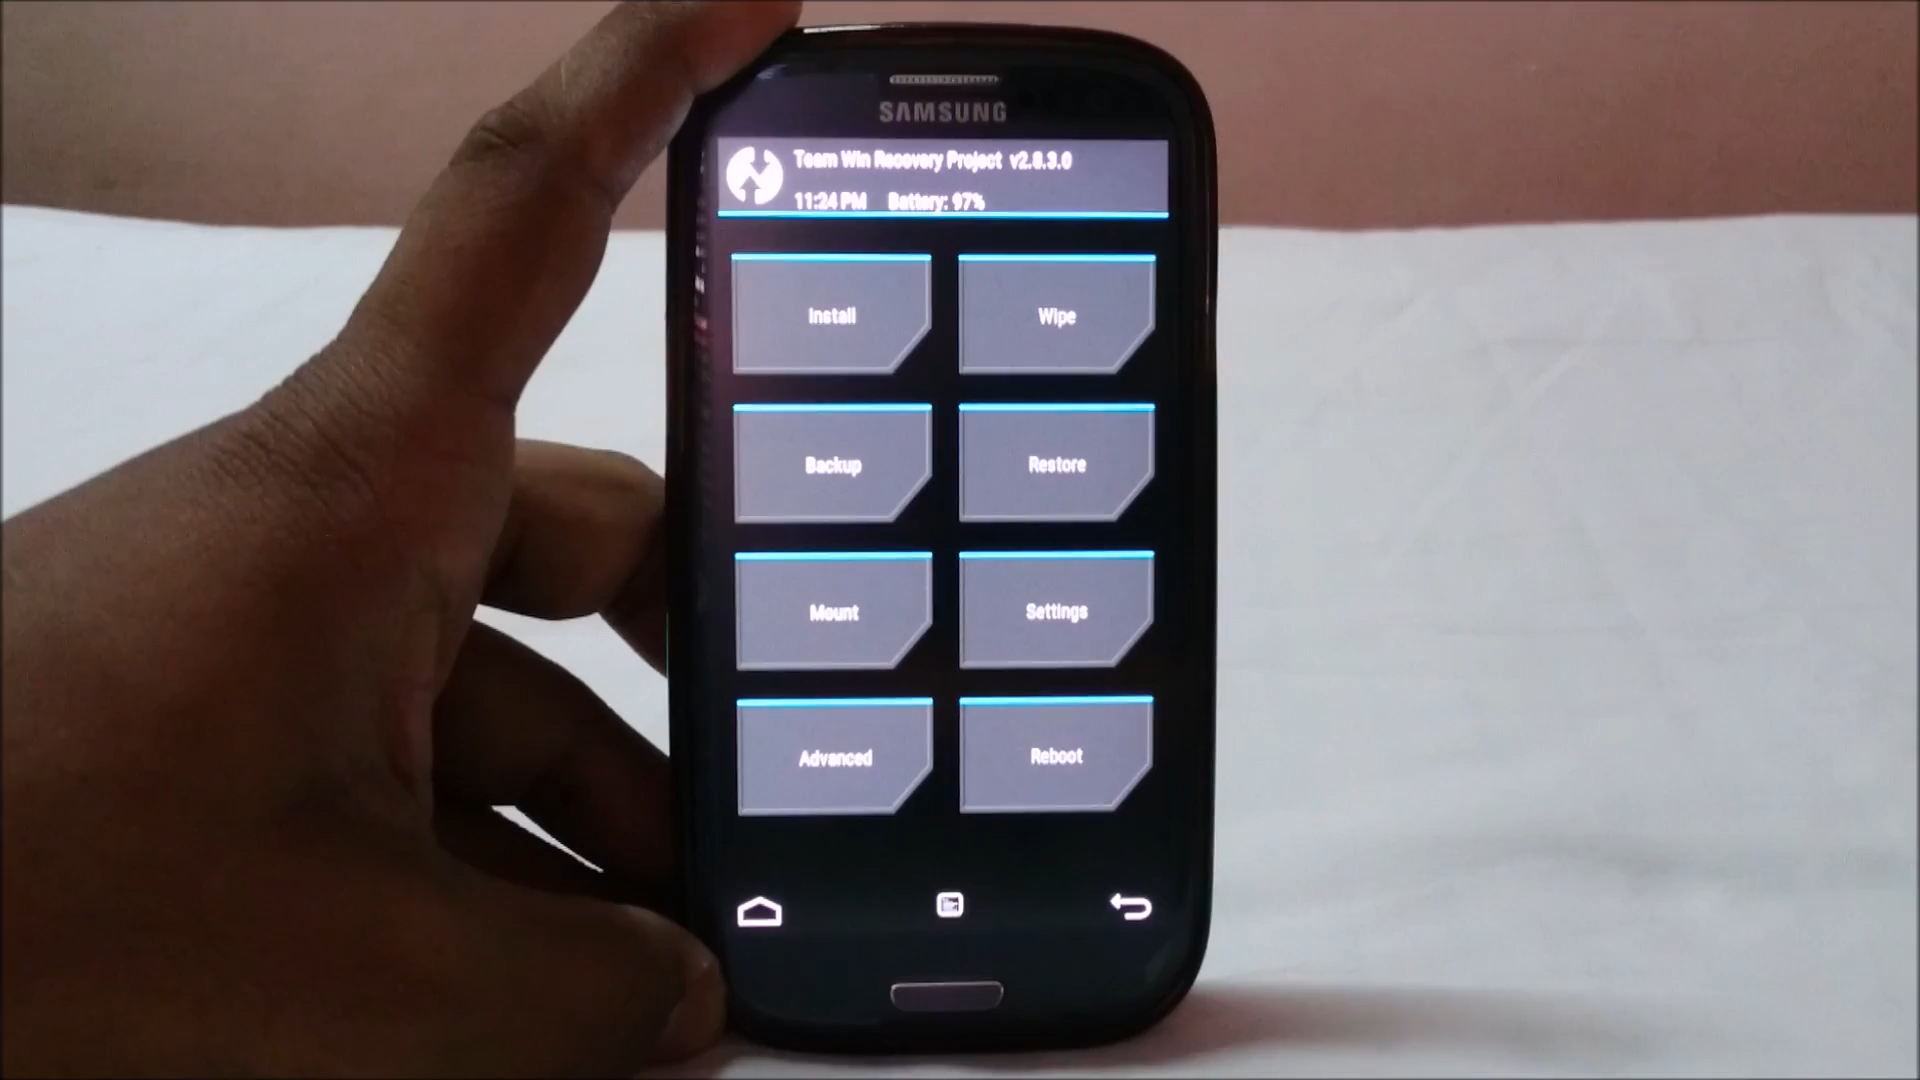 SAMSUNG
Team Win Recovery Project v2.8.3.0
11:24 PM Battery: 97%
Install
Wipe
Backup
Restore
Mount
Settings
Advanced
Reboot